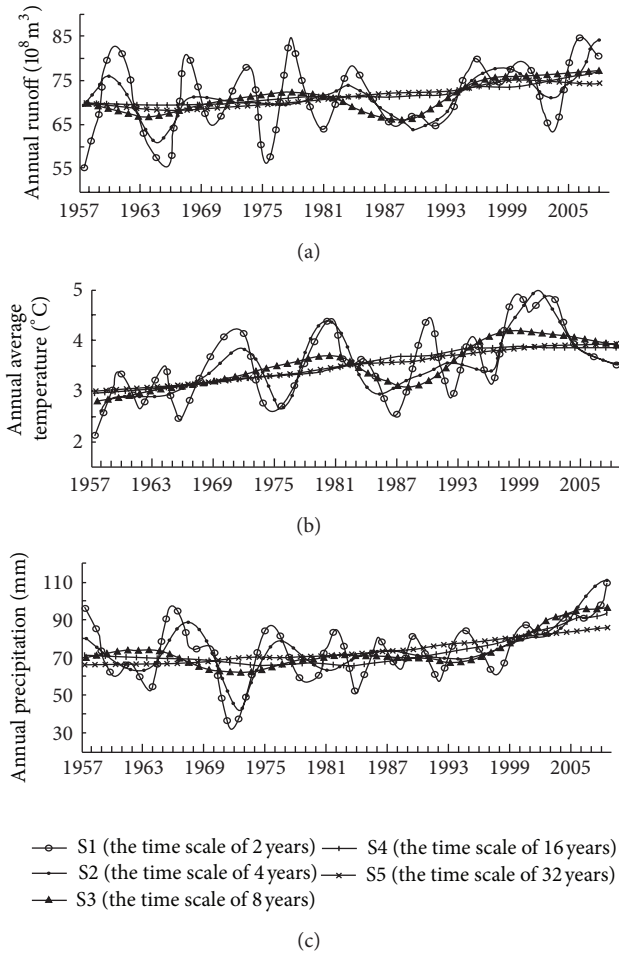 85
75
65
55
Annual runoff (10^8 m^3)
1957 1963 1969 1975 1981 1987 1993 1999 2005
(a)
5
4
3
2
Annual average
temperature (°C)
1957 1963 1969 1975 1981 1987 1993 1999 2005
(b)
110
90
70
50
30
Annual precipitation (mm)
1957 1963 1969 1975 1981 1987 1993 1999 2005
S1 (the time scale of 2 years)
S2 (the time scale of 4 years)
S3 (the time scale of 8 years)
S4 (the time scale of 16 years)
S5 (the time scale of 32 years)
(c)